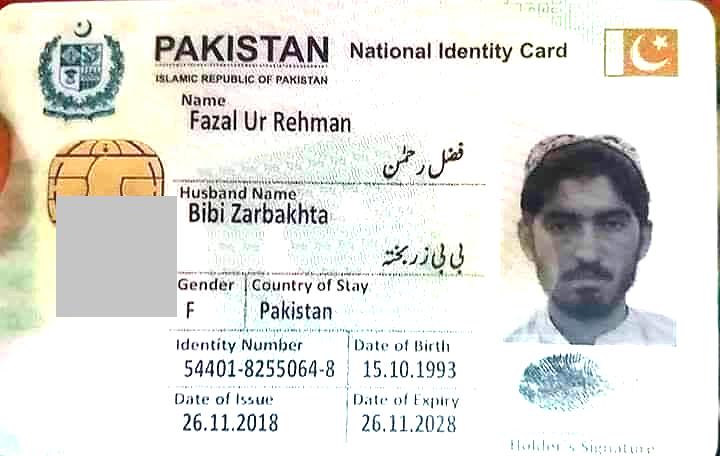 PAKISTAN National Identity Card
ISLAMIC REPUBLIC OF PAKISTAN
Name
Fazal Ur Rehman
فضل رحمٰن
Husband Name
Bibi Zarbakhta
بی بی زربختہ
Gender Country of Stay
F Pakistan
Identity Number Date of Birth
54401-8255064-8 15.10.1993
Date of Issue Date of Expiry
26.11.2018 26.11.2028
Holder's Signature